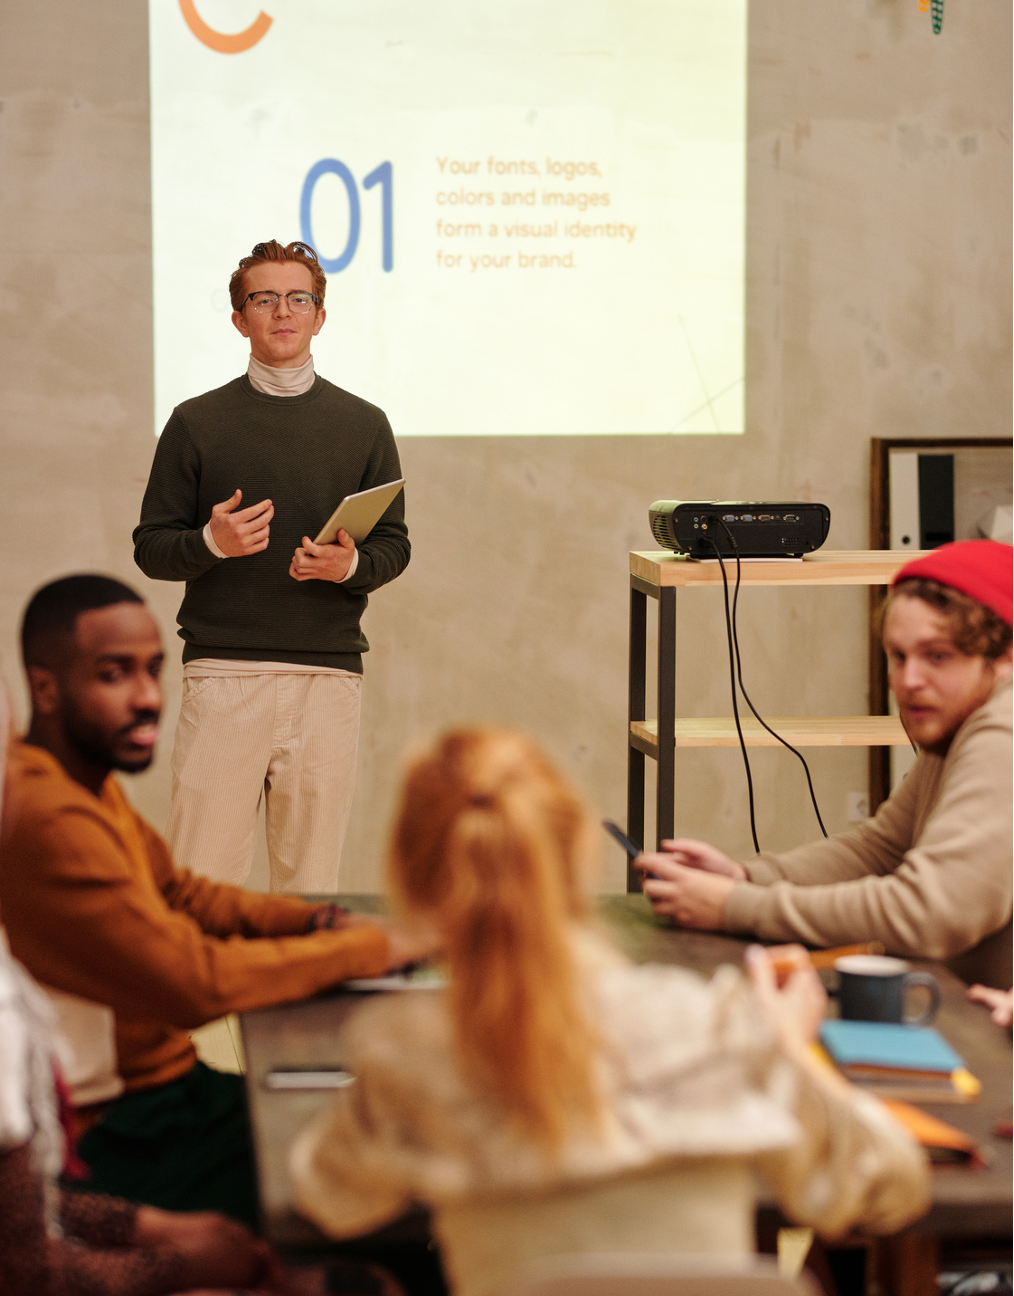 01
Your fonts, logos,
colors and images
form a visual identity
for your brand.